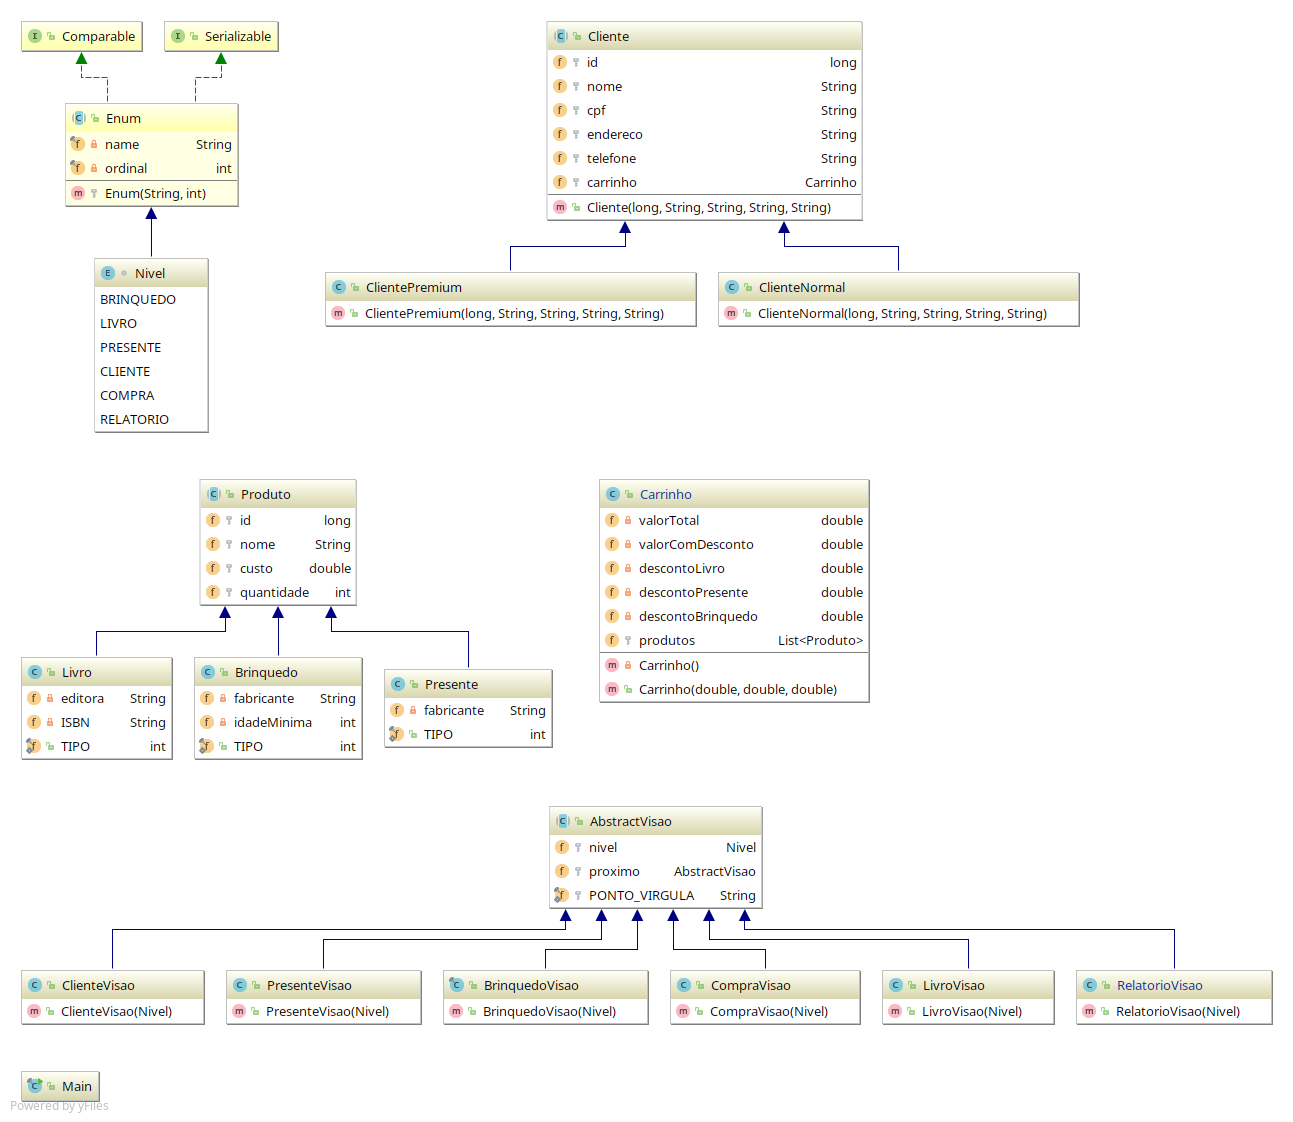 Comparable
Serializable
Enum
name String
ordinal int
Enum(String, int)
Nivel
BRINQUEDO
LIVRO
PRESENTE
CLIENTE
COMPRA
RELATORIO
Cliente
id long
nome String
cpf String
endereco String
telefone String
carrinho Carrinho
Cliente(long, String, String, String, String)
ClientePremium
ClientePremium(long, String, String, String, String)
ClienteNormal
ClienteNormal(long, String, String, String, String)
Produto
id long
nome String
custo double
quantidade int
Livro
editora String
ISBN String
TIPO int
Brinquedo
fabricante String
idadeMinima int
TIPO int
Presente
fabricante String
TIPO int
Carrinho
valorTotal double
valorComDesconto double
descontoLivro double
descontoPresente double
descontoBrinquedo double
produtos List<Produto>
Carrinho()
Carrinho(double, double, double)
AbstractVisao
nivel Nivel
proximo AbstractVisao
PONTO_VIRGULA String
ClienteVisao
ClienteVisao(Nivel)
PresenteVisao
PresenteVisao(Nivel)
BrinquedoVisao
BrinquedoVisao(Nivel)
CompraVisao
CompraVisao(Nivel)
LivroVisao
LivroVisao(Nivel)
RelatorioVisao
RelatorioVisao(Nivel)
Main
Powered by yFiles